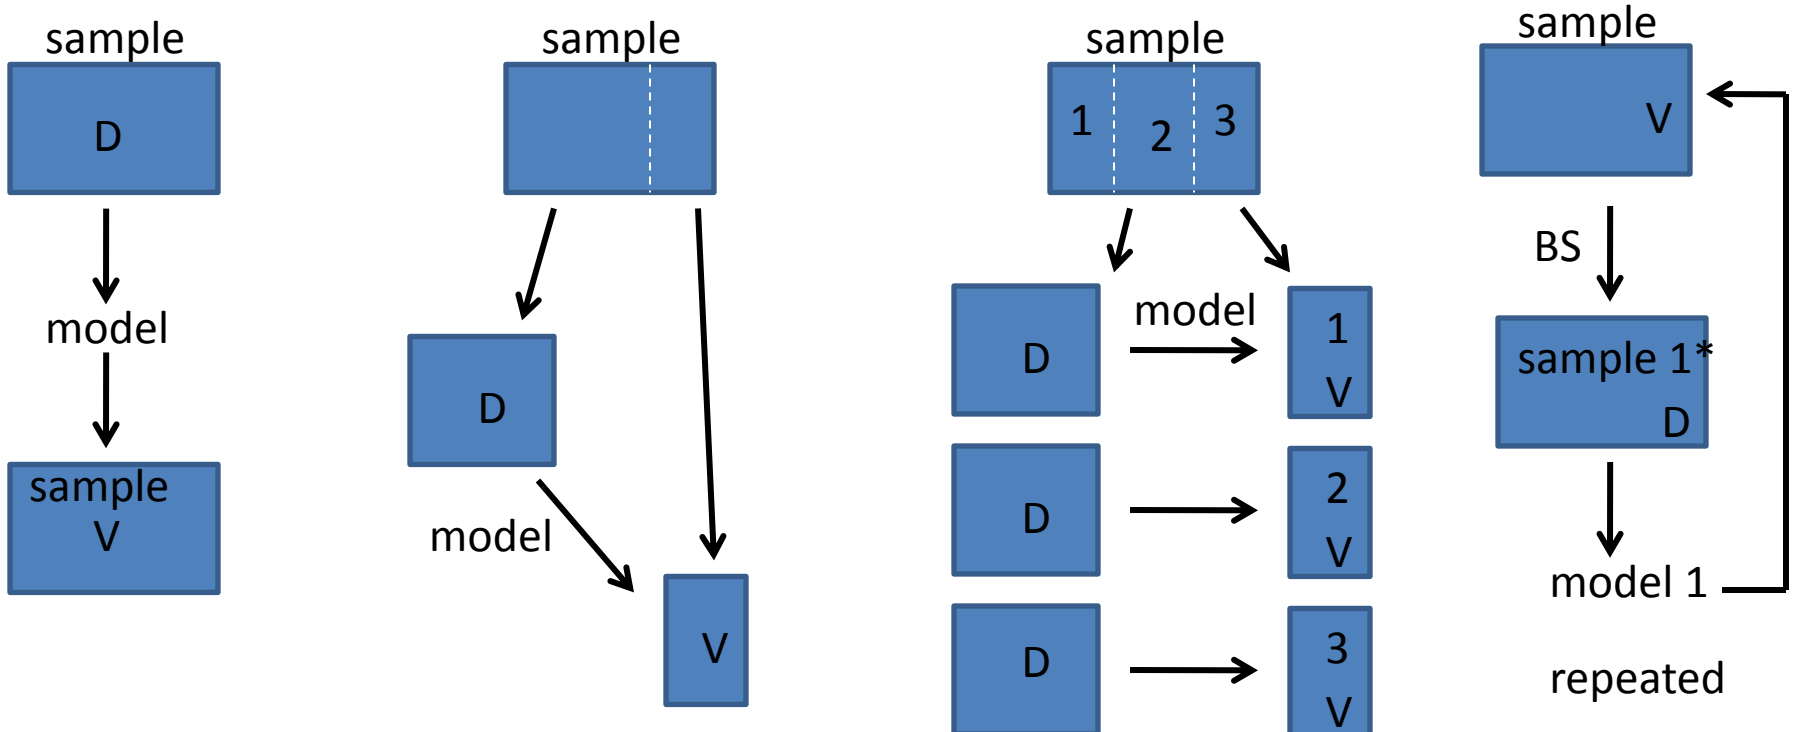 sample
D
model
sample
V
sample
D
model
V
sample
1 2 3
D model 1
V
D 2
V
D 3
V
sample
V
BS
sample 1*
D
model 1
repeated